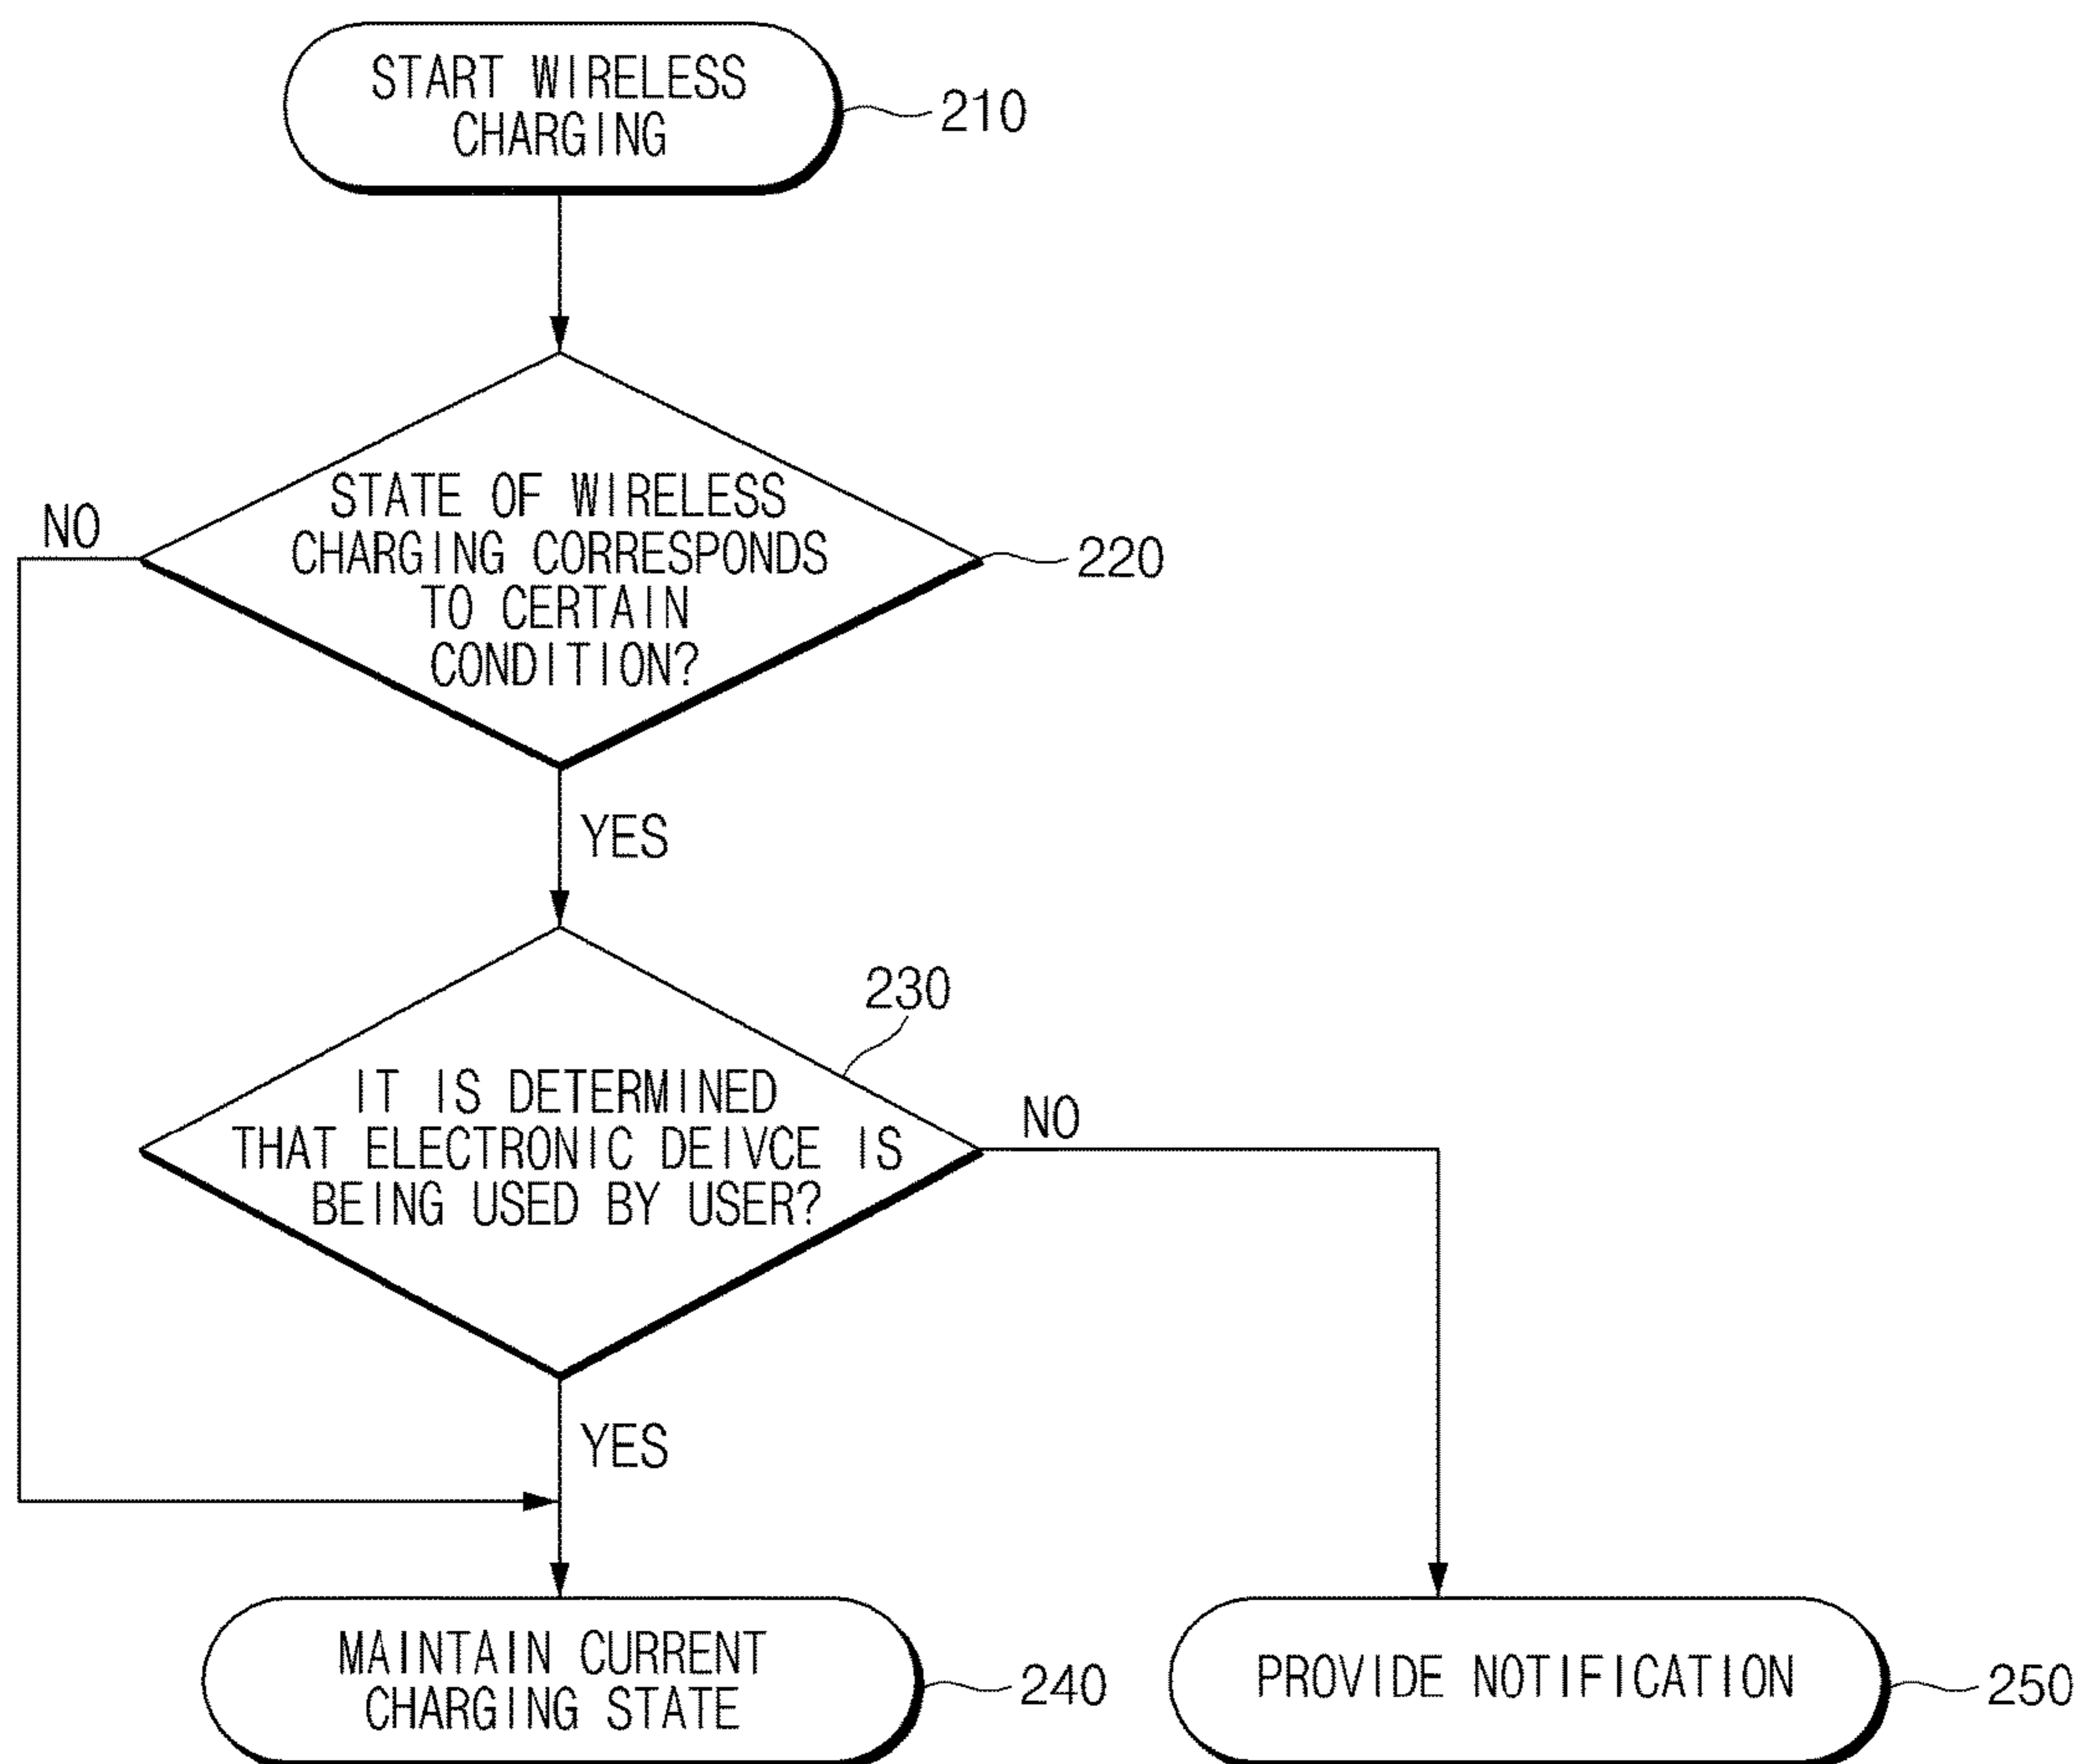 START WIRELESS
CHARGING
210
STATE OF WIRELESS
CHARGING CORRESPONDS
TO CERTAIN
CONDITION?
220
NO
YES
230
IT IS DETERMINED
THAT ELECTRONIC DEIVCE IS
BEING USED BY USER?
NO
YES
MAINTAIN CURRENT
CHARGING STATE
240
PROVIDE NOTIFICATION
250